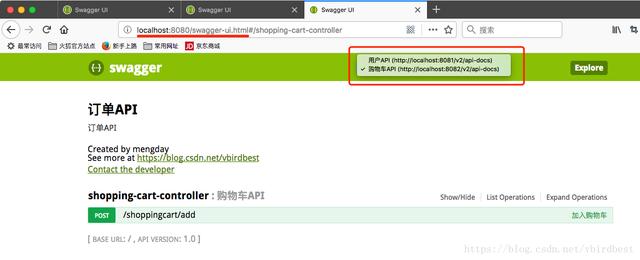 Swagger UI
Swagger UI
Swagger UI
localhost:8080/swagger-ui.html#/shopping-cart-controller
搜索
最常访问 火狐官方站点 新手上路 常用网址 JD 京东商城
swagger
用户API (http://localhost:8081/v2/api-docs)
✓ 购物车API (http://localhost:8082/v2/api-docs)
Explore
订单API
订单API
Created by mengday
See more at https://blog.csdn.net/vbirdbest
Contact the developer
shopping-cart-controller : 购物车API
Show/Hide List Operations Expand Operations
POST /shoppingcart/add 加入购物车
[ BASE URL: / , API VERSION: 1.0 ]
https://blog.csdn.net/vbirdbest